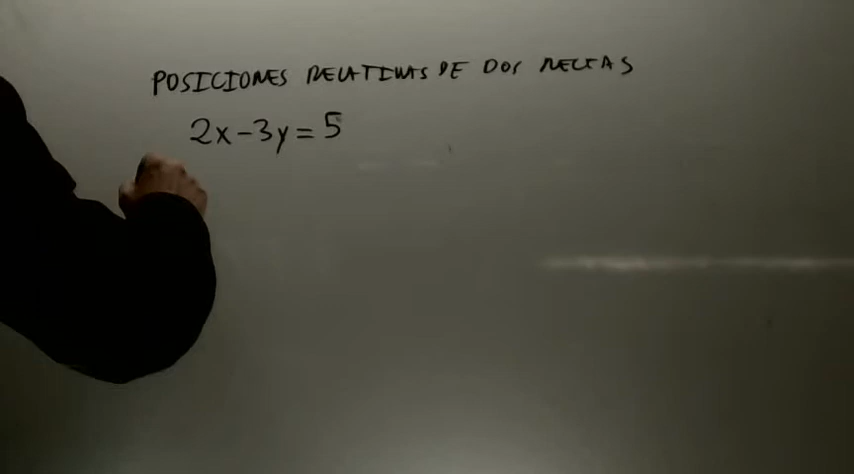 POSICIONES RELATIVAS DE DOS RECTAS
2x-3y=5